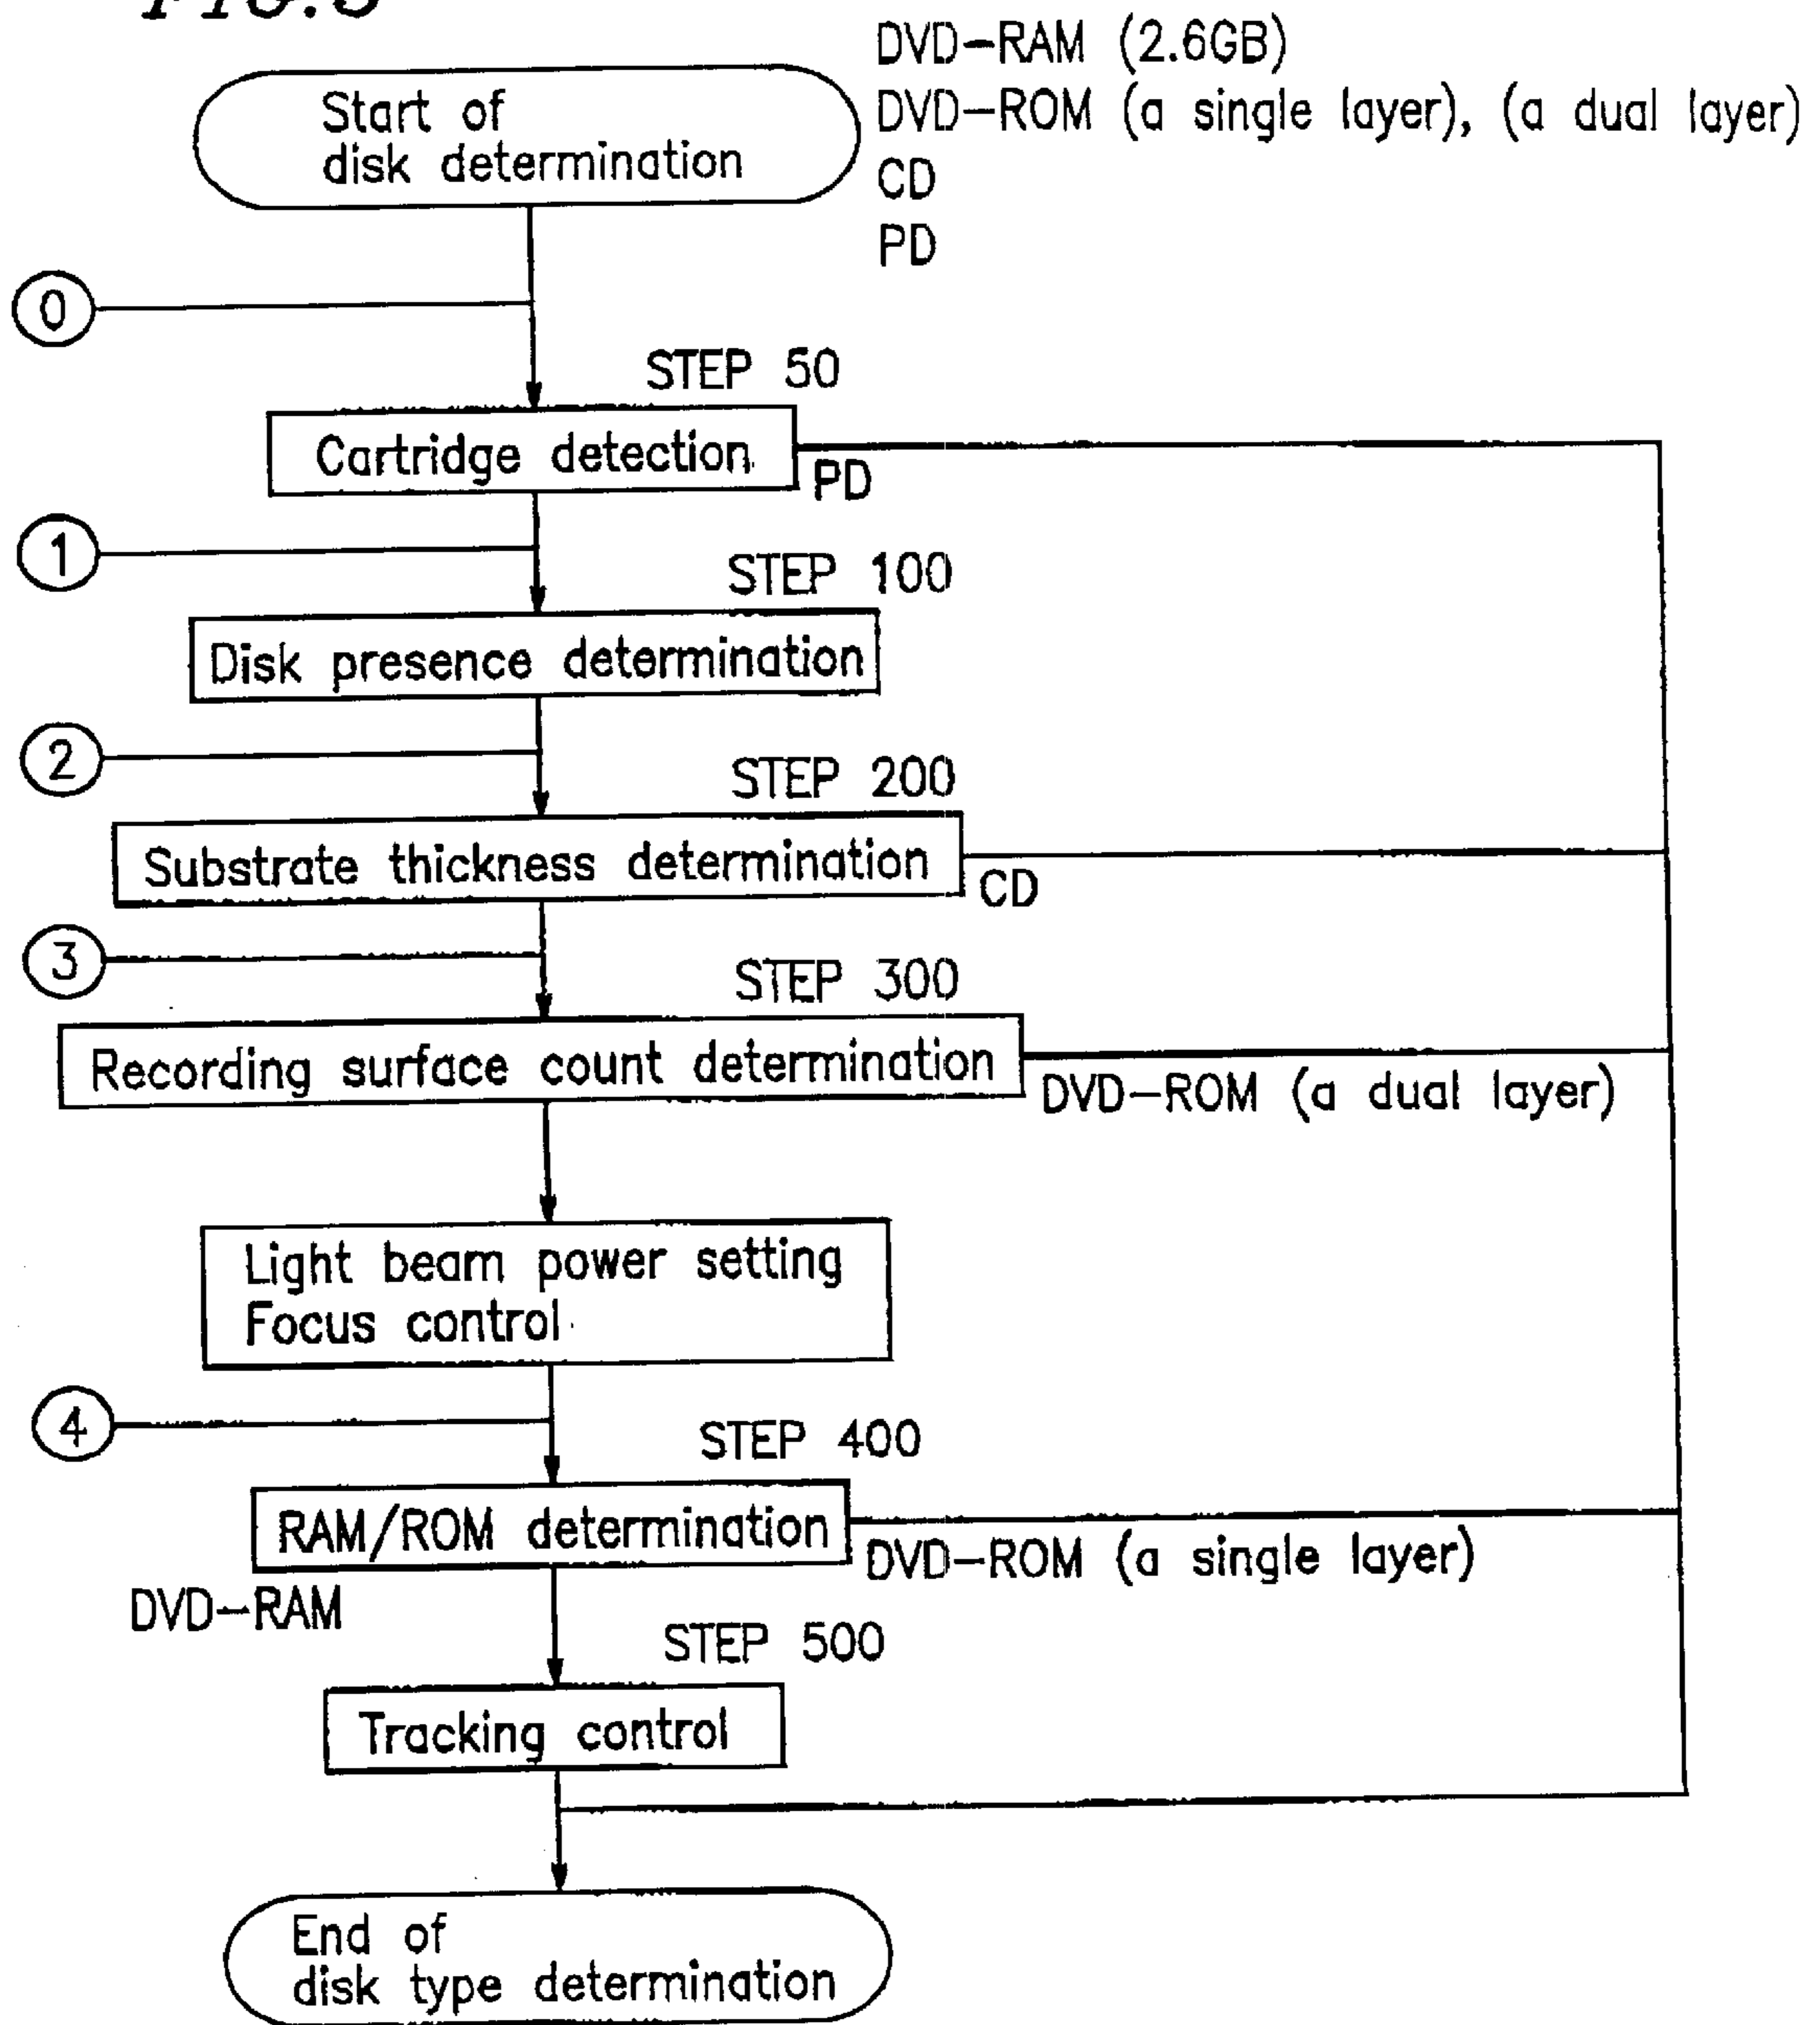 DVD-RAM (2.6GB)
Start of
disk determination
DVD-ROM (a single layer), (a dual layer)
CD
PD
0
STEP 50
Cartridge detection
PD
1
STEP 100
Disk presence determination
2
STEP 200
Substrate thickness determination
CD
3
STEP 300
Recording surface count determination
DVD-ROM (a dual layer)
Light beam power setting
Focus control
4
STEP 400
RAM/ROM determination
DVD-ROM (a single layer)
DVD-RAM
STEP 500
Tracking control
End of
disk type determination